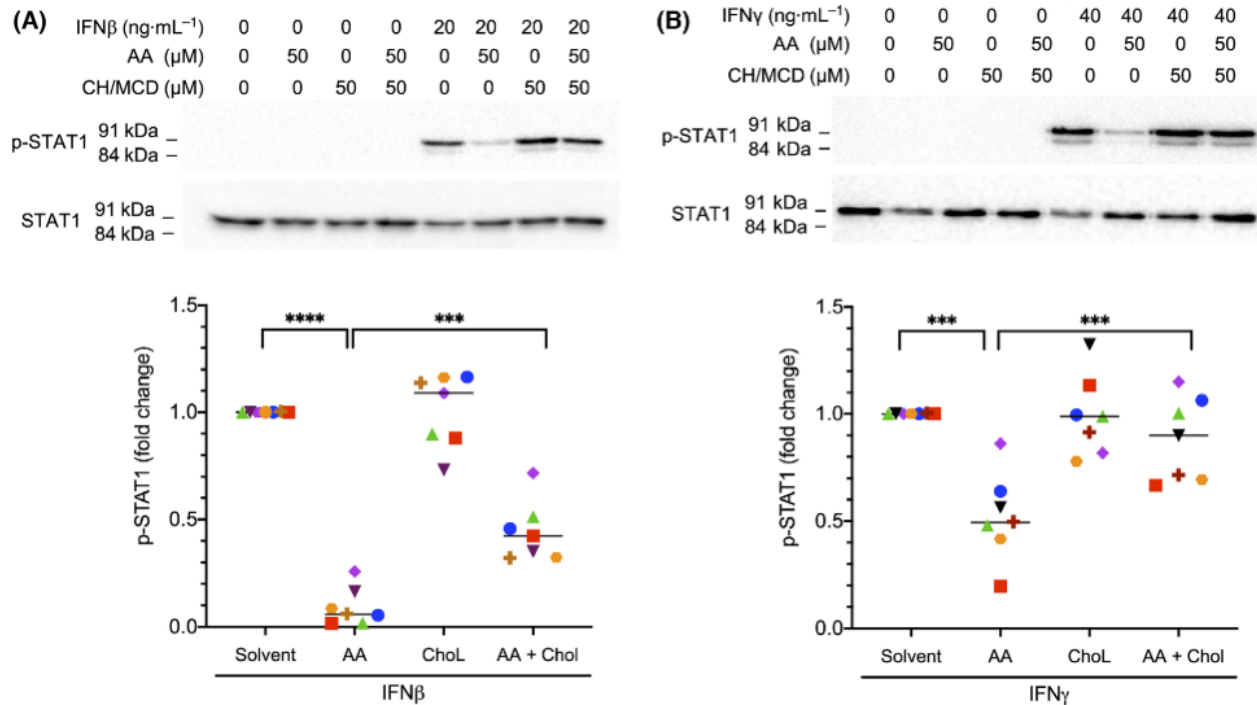 (A)
IFNβ (ng·mL⁻¹) 0 0 0 0 20 20 20 20
AA (μM) 0 50 0 50 0 50 0 50
CH/MCD (μM) 0 0 50 50 0 0 50 50
p-STAT1 91 kDa
84 kDa
STAT1 91 kDa
84 kDa
p-STAT1 (fold change)
1.5
1.0
0.5
0.0
**** ***
Solvent AA ChoL AA + Chol
IFNβ
(B)
IFNγ (ng·mL⁻¹) 0 0 0 0 40 40 40 40
AA (μM) 0 50 0 50 0 50 0 50
CH/MCD (μM) 0 0 50 50 0 0 50 50
p-STAT1 91 kDa
84 kDa
STAT1 91 kDa
84 kDa
p-STAT1 (fold change)
1.5
1.0
0.5
0.0
*** ***
Solvent AA ChoL AA + Chol
IFNγ